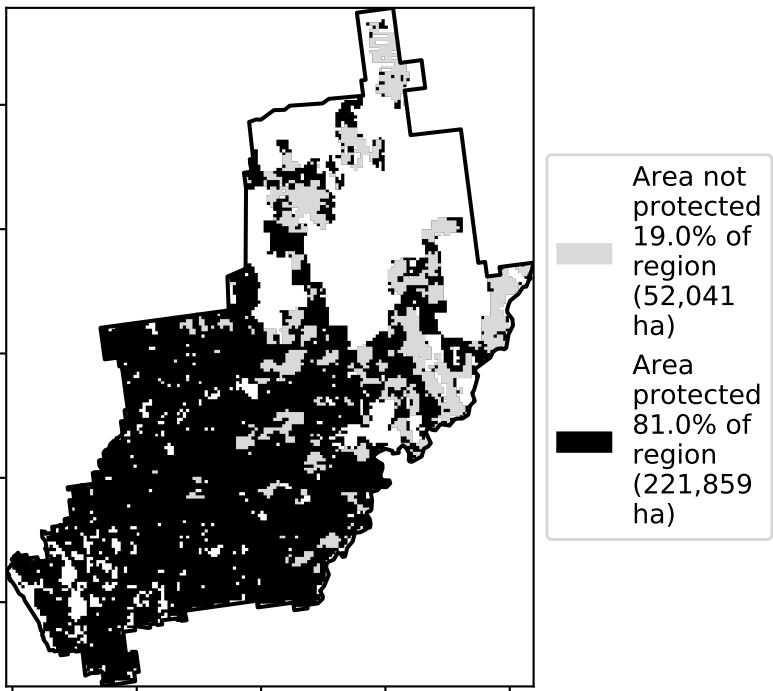 Area not
protected
19.0% of
region
(52,041
ha)
Area
protected
81.0% of
region
(221,859
ha)